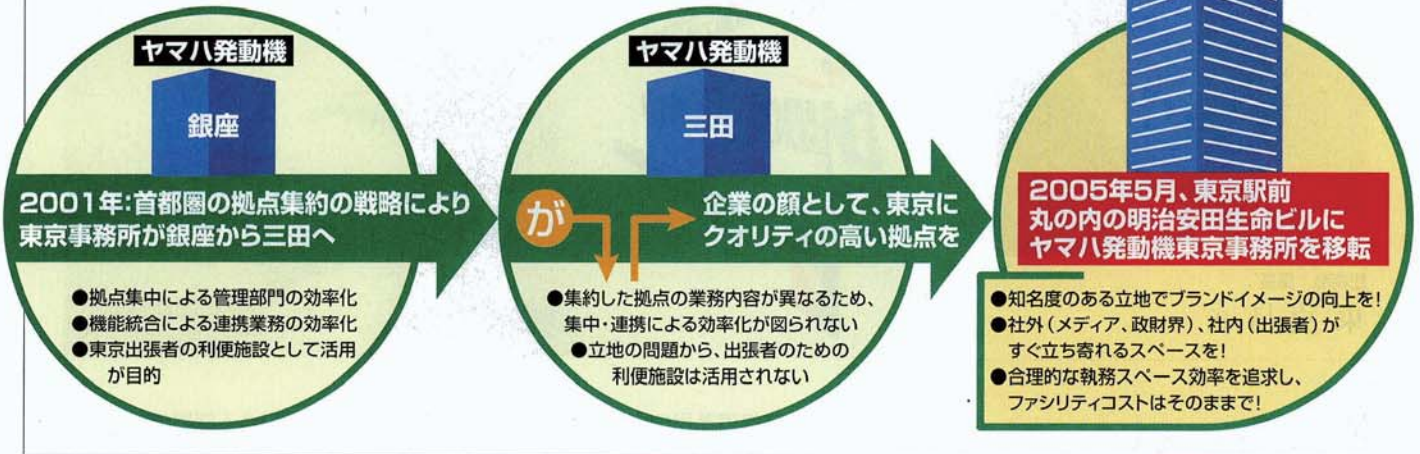 ヤマハ発動機
銀座
2001年:首都圏の拠点集約の戦略により
東京事務所が銀座から三田へ
●拠点集中による管理部門の効率化
●機能統合による連携業務の効率化
●東京出張者の利便施設として活用
が目的
ヤマハ発動機
三田
が
企業の顔として、東京に
クオリティの高い拠点を
●集約した拠点の業務内容が異なるため、
集中・連携による効率化が図られない
●立地の問題から、出張者のための
利便施設は活用されない
2005年5月、東京駅前
丸の内の明治安田生命ビルに
ヤマハ発動機東京事務所を移転
●知名度のある立地でブランドイメージの向上を!
●社外(メディア、政財界)、社内(出張者)が
すぐ立ち寄れるスペースを!
●合理的な執務スペース効率を追求し、
ファシリティコストはそのままで!